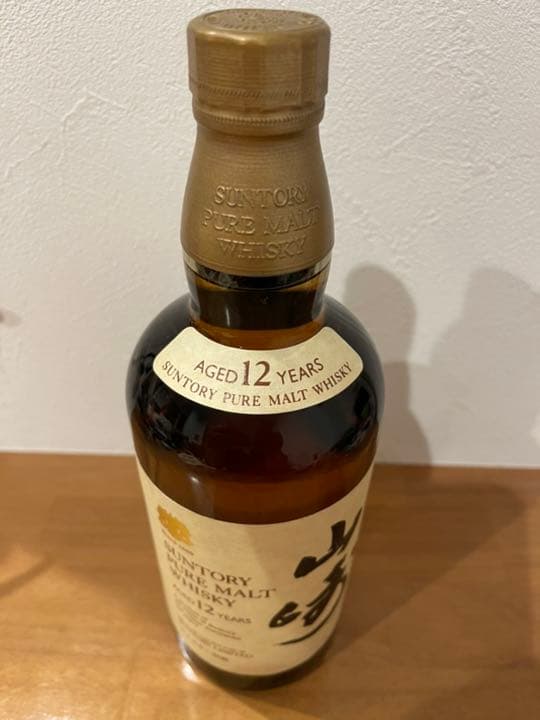 SUNTORY
PURE MALT
WHISKY
AGED 12 YEARS
SUNTORY PURE MALT WHISKY
SUNTORY
PURE MALT
WHISKY
AGED 12 YEARS
山崎